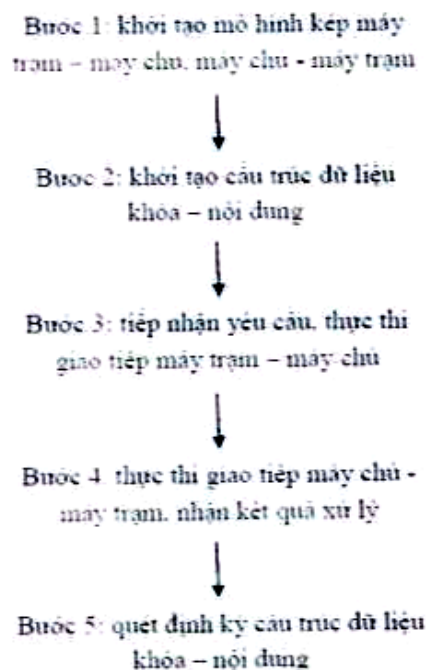 Bước 1: khởi tạo mô hình kép máy
trạm – máy chủ, máy chủ - máy trạm
Bước 2: khởi tạo cấu trúc dữ liệu
khóa – nội dung
Bước 3: tiếp nhận yêu cầu, thực thi
giao tiếp máy trạm – máy chủ
Bước 4: thực thi giao tiếp máy chủ -
máy trạm, nhận kết quả xử lý
Bước 5: quét định kỳ cấu trúc dữ liệu
khóa – nội dung